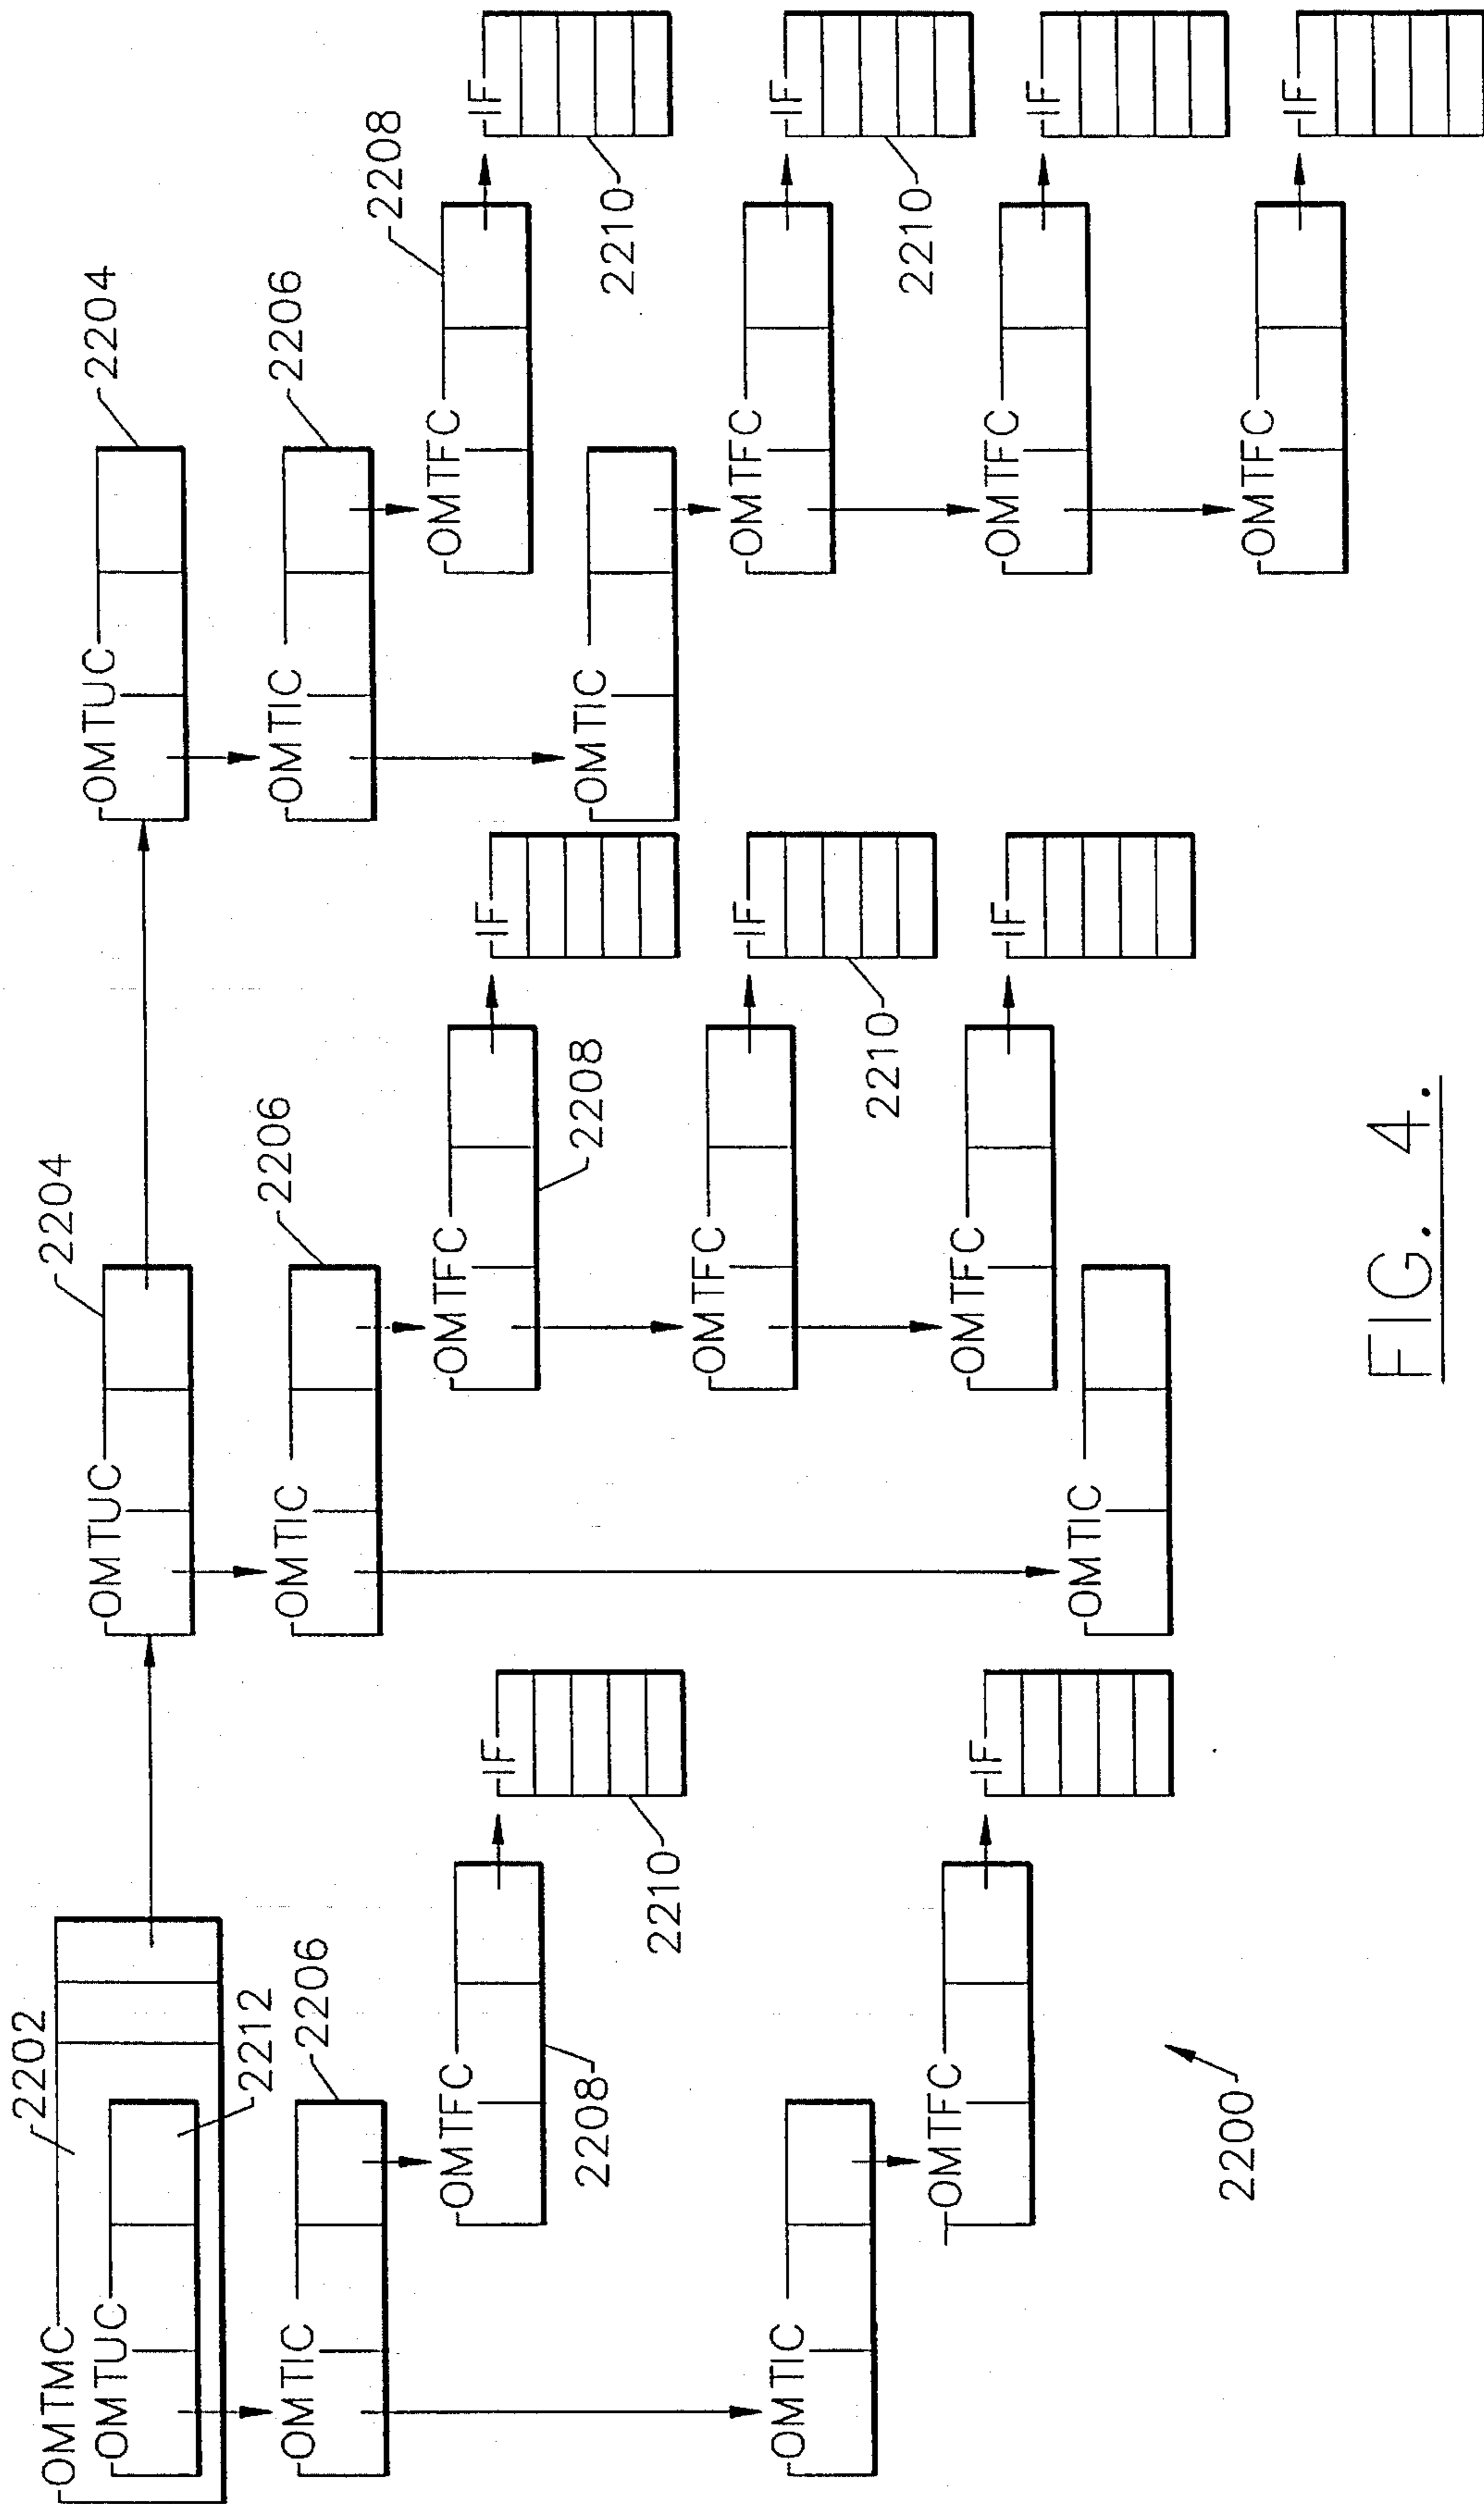 2202
2204
2204
OMTMC
OMTUC
OMTUC
OMTUC
2212
2206
2206
2206
OMTIC
OMTIC
OMTIC
2208
OMTFC
IF
OMTFC
IF
OMTFC
IF
2208
2208
2210
2210
OMTIC
OMTFC
IF
OMTFC
IF
OMTIC
2210
2210
OMTFC
IF
OMTFC
IF
OMTFC
IF
OMTIC
2200
OMTFC
IF
FIG. 4.